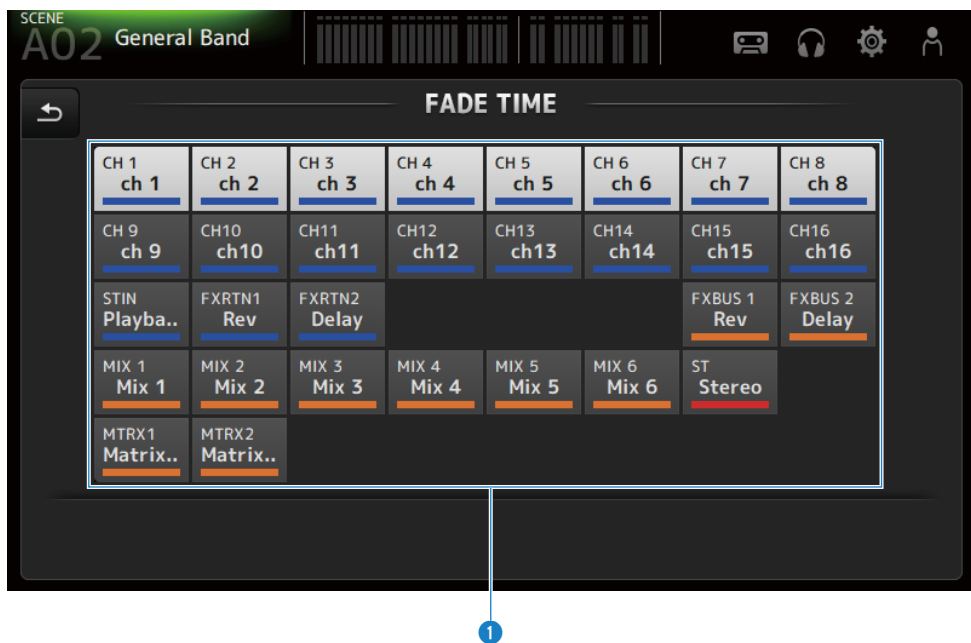 SCENE
A02 General Band
FADE TIME
CH 1 CH 2 CH 3 CH 4 CH 5 CH 6 CH 7 CH 8
ch 1 ch 2 ch 3 ch 4 ch 5 ch 6 ch 7 ch 8
CH 9 CH10 CH11 CH12 CH13 CH14 CH15 CH16
ch 9 ch10 ch11 ch12 ch13 ch14 ch15 ch16
STIN FXRTN1 FXRTN2 FXBUS 1 FXBUS 2
Playba.. Rev Delay Rev Delay
MIX 1 MIX 2 MIX 3 MIX 4 MIX 5 MIX 6 ST
Mix 1 Mix 2 Mix 3 Mix 4 Mix 5 Mix 6 Stereo
MTRX1 MTRX2
Matrix.. Matrix..
1